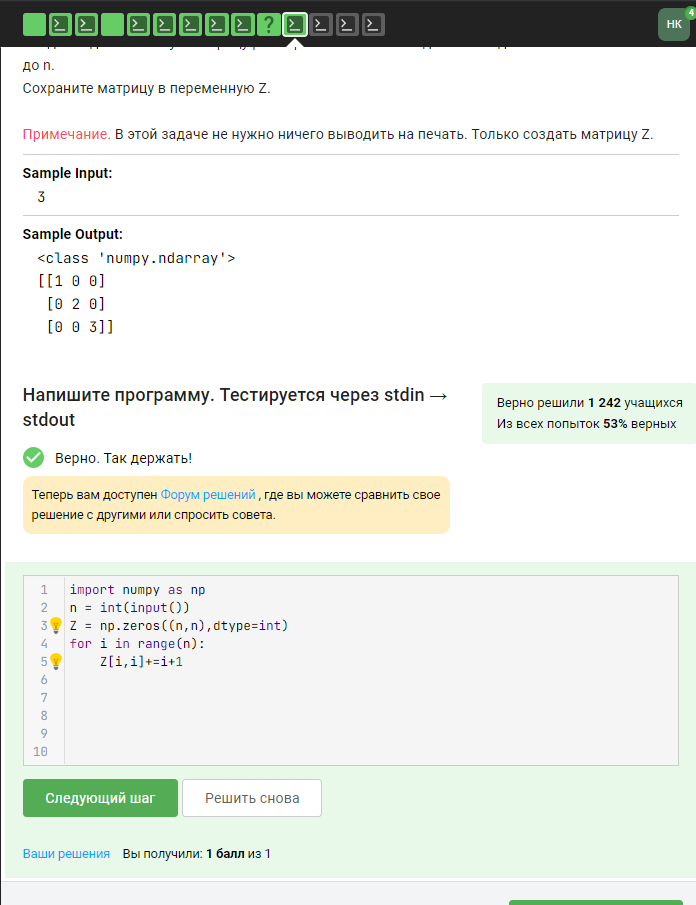 НК
4
до n.
Сохраните матрицу в переменную Z.
Примечание. В этой задаче не нужно ничего выводить на печать. Только создать матрицу Z.
Sample Input:
3
Sample Output:
<class 'numpy.ndarray'>
[[1 0 0]
[0 2 0]
[0 0 3]]
Напишите программу. Тестируется через stdin →
stdout
Верно решили 1 242 учащихся
Из всех попыток 53% верных
Верно. Так держать!
Теперь вам доступен Форум решений , где вы можете сравнить свое
решение с другими или спросить совета.
1 import numpy as np
2 n = int(input())
3 Z = np.zeros((n,n),dtype=int)
4 for i in range(n):
5 Z[i,i]+=i+1
6
7
8
9
10
Следующий шаг
Решить снова
Ваши решения Вы получили: 1 балл из 1